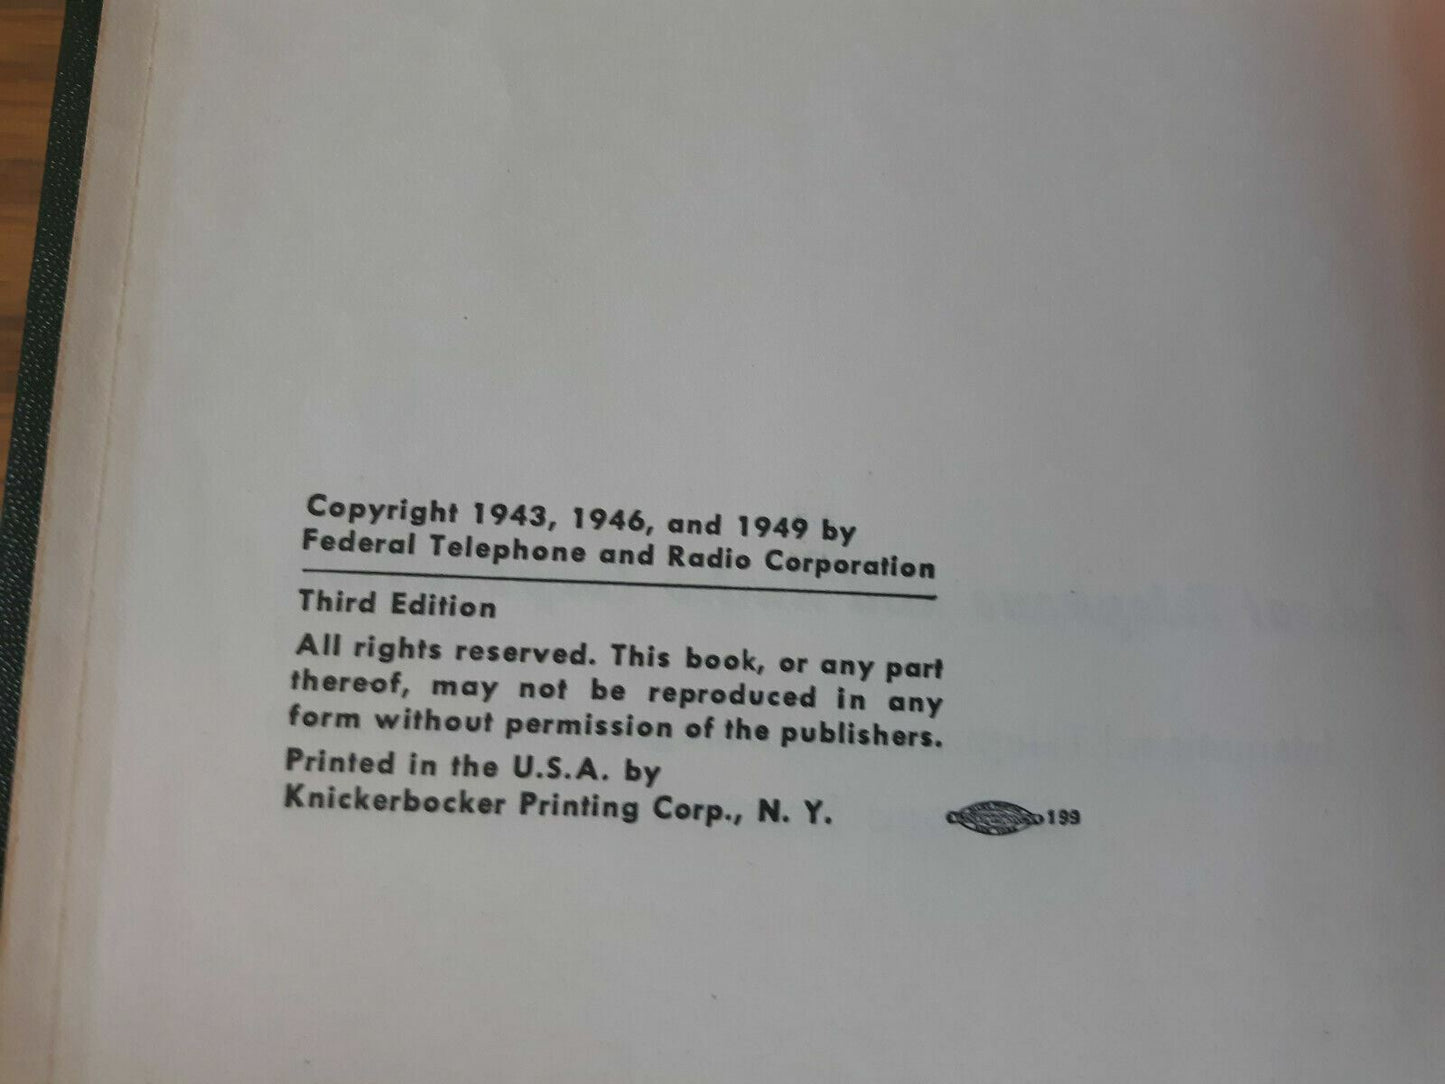 Copyright 1943, 1946, and 1949 by
Federal Telephone and Radio Corporation
Third Edition
All rights reserved. This book, or any part
thereof, may not be reproduced in any
form without permission of the publishers.
Printed in the U.S.A. by
Knickerbocker Printing Corp., N. Y.
199